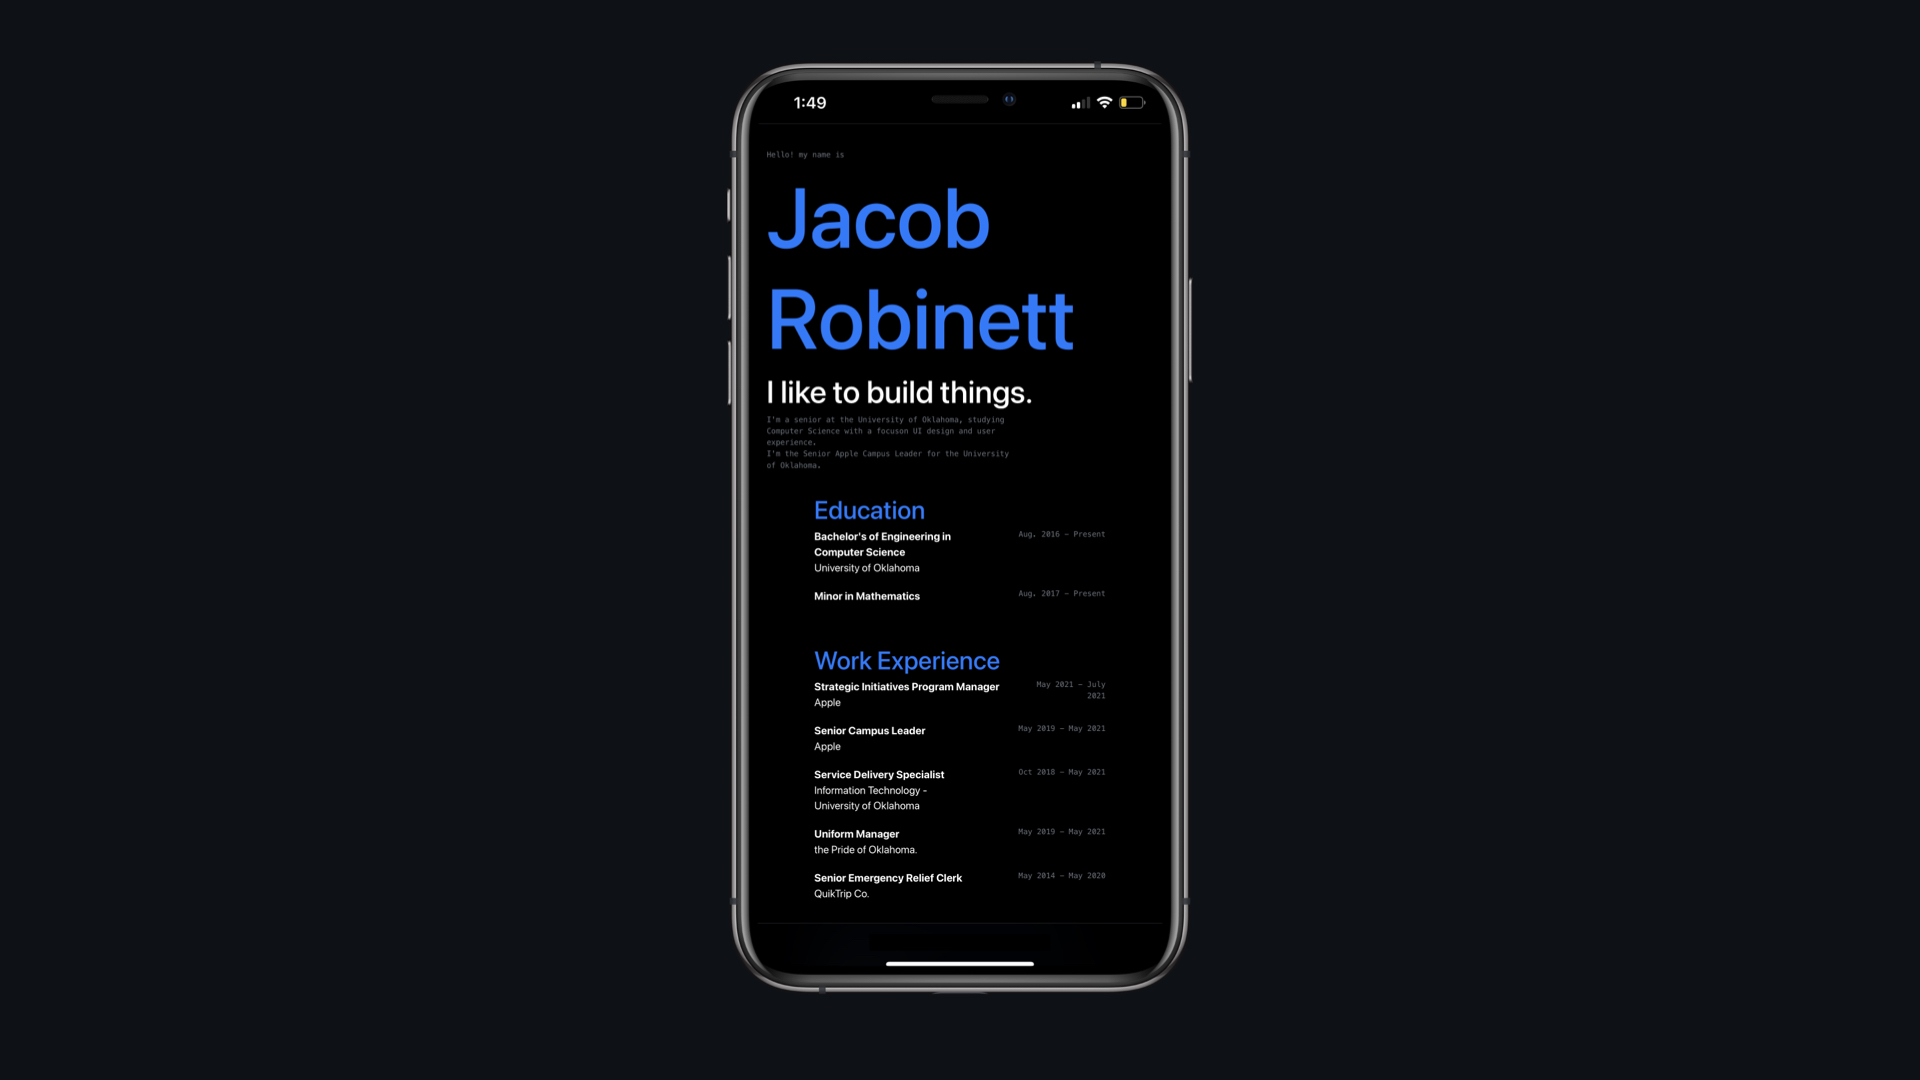 1:49
Hello! my name is
Jacob
Robinett
I like to build things.
I'm a senior at the University of Oklahoma, studying
Computer Science with a focuson UI design and user
experience.
I'm the Senior Apple Campus Leader for the University
of Oklahoma.
Education
Bachelor's of Engineering in Aug. 2016 – Present
Computer Science
University of Oklahoma
Minor in Mathematics Aug. 2017 – Present
Work Experience
Strategic Initiatives Program Manager May 2021 – July
2021
Apple
Senior Campus Leader May 2019 – May 2021
Apple
Service Delivery Specialist Oct 2018 – May 2021
Information Technology -
University of Oklahoma
Uniform Manager May 2019 – May 2021
the Pride of Oklahoma.
Senior Emergency Relief Clerk May 2014 – May 2020
QuikTrip Co.